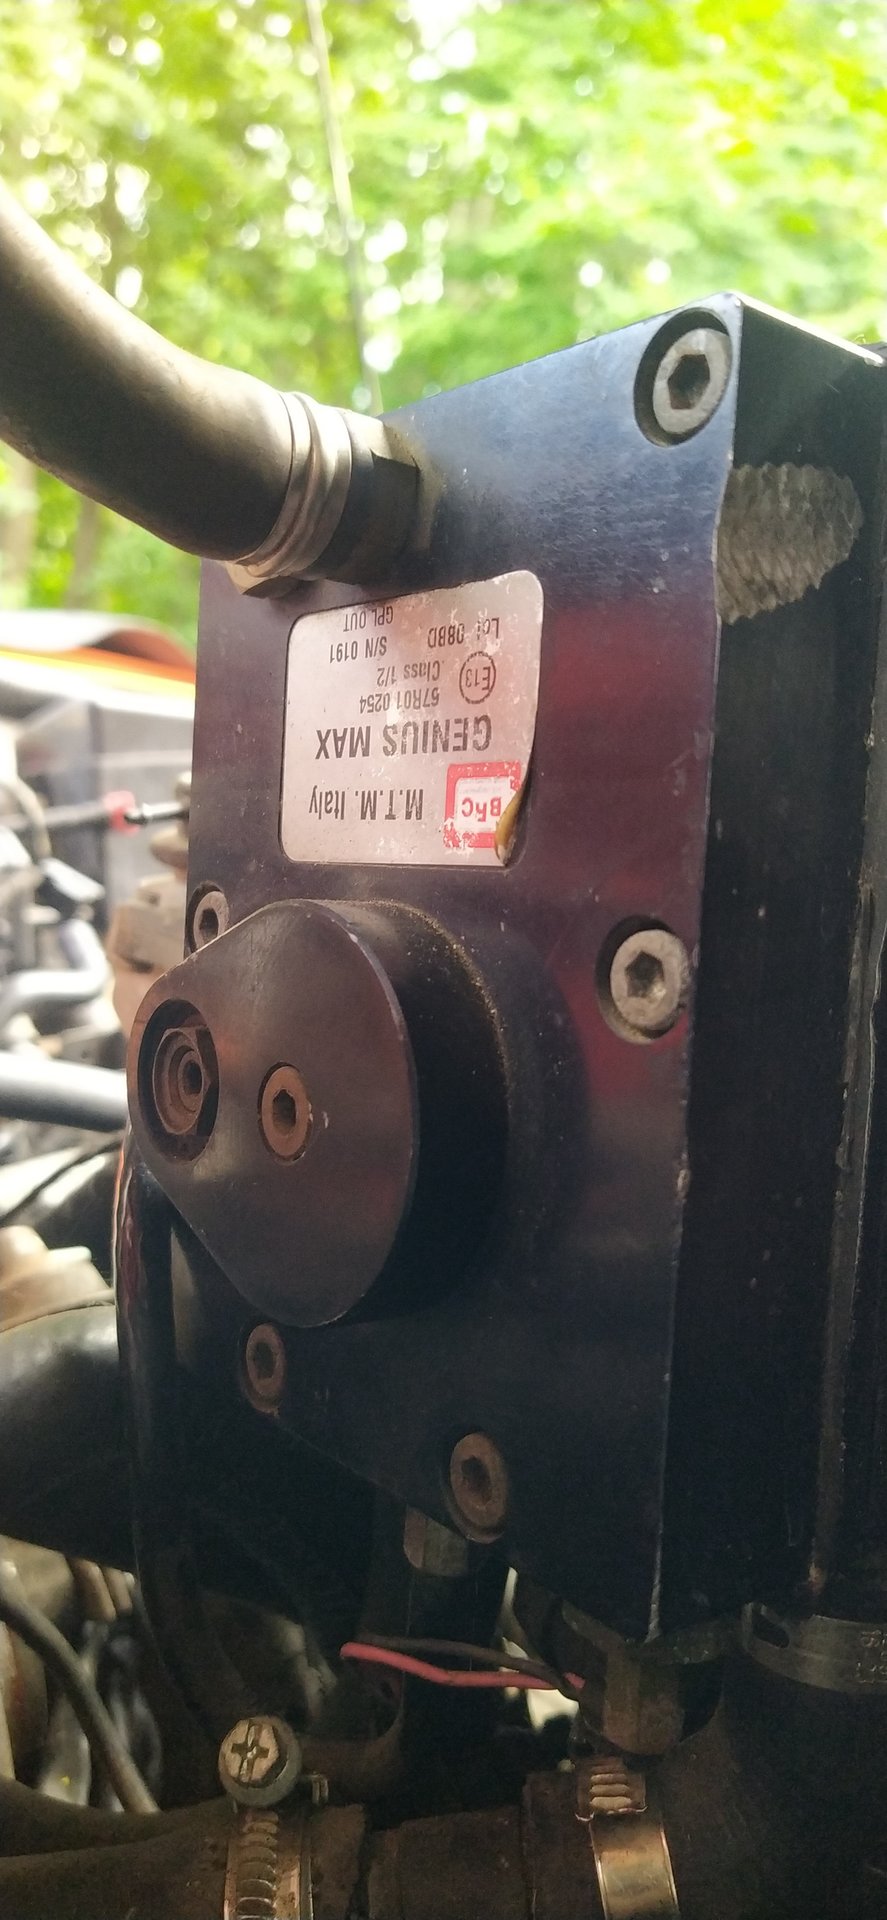 BRC M.T.M. Italy
GENIUS MAX
67R01 0254
E13 Class 1/2
Lot 08BD S/N 0191
GPL OUT